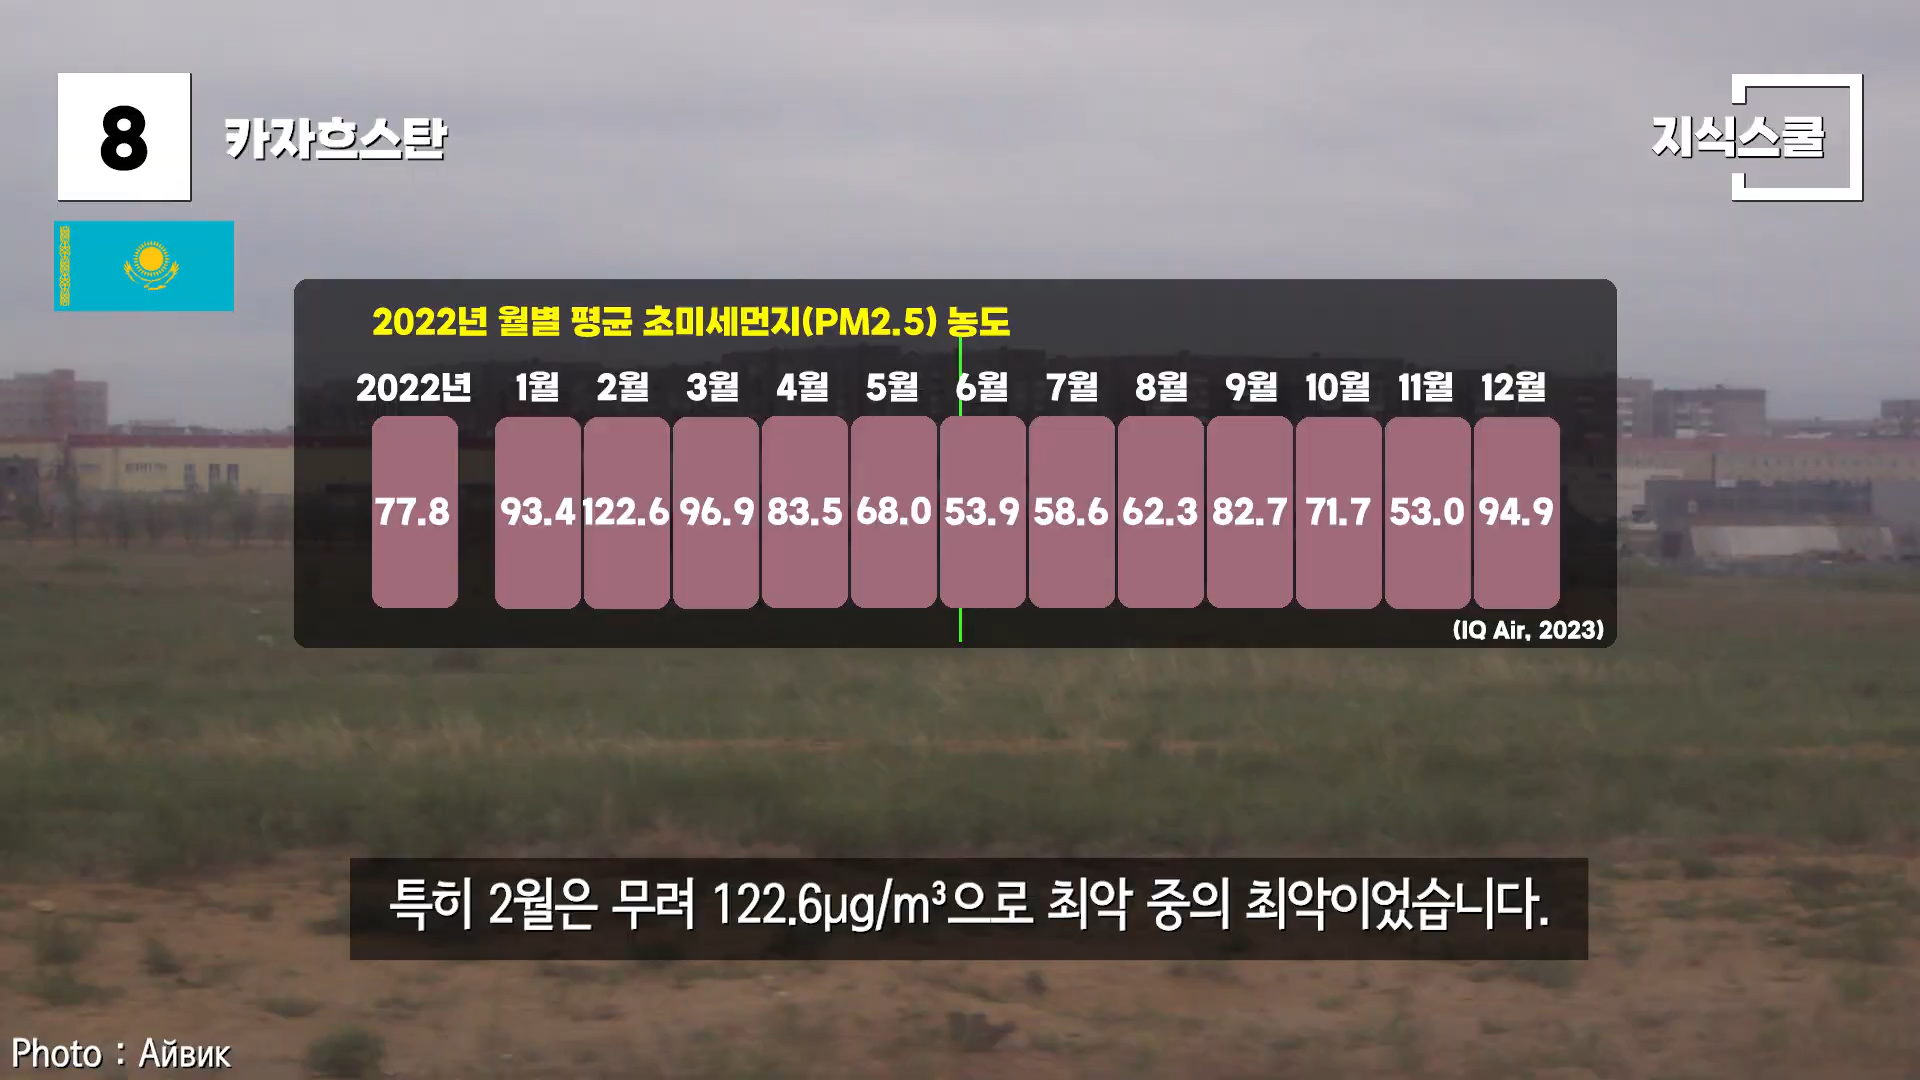 8 카자흐스탄
지식스쿨
2022년 월별 평균 초미세먼지(PM2.5) 농도
2022년 1월 2월 3월 4월 5월 6월 7월 8월 9월 10월 11월 12월
77.8 93.4 122.6 96.9 83.5 68.0 53.9 58.6 62.3 82.7 71.7 53.0 94.9
(IQ Air, 2023)
특히 2월은 무려 122.6μg/m³으로 최악 중의 최악이었습니다.
Photo : Айвик